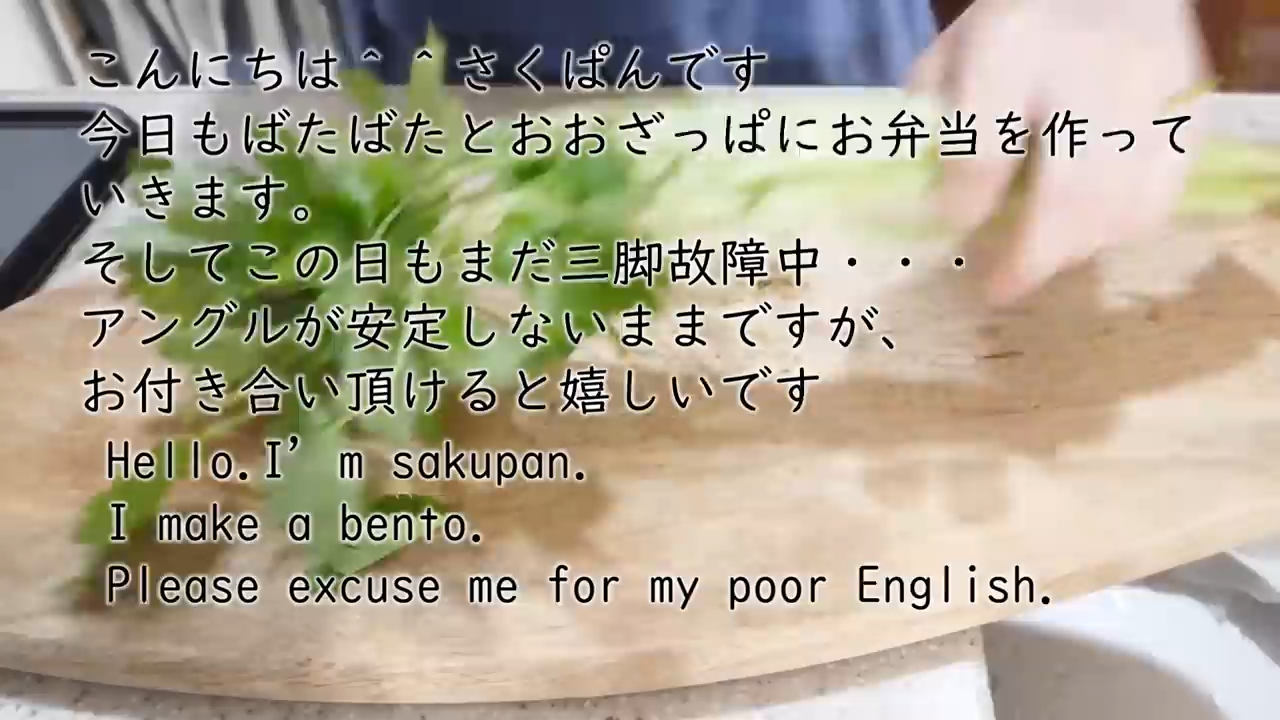 こんにちは＾＾さくぱんです
今日もばたばたとおおざっぱにお弁当を作って
いきます。
そしてこの日もまだ三脚故障中・・・
アングルが安定しないままですが、
お付き合い頂けると嬉しいです
Hello.I’m sakupan.
I make a bento.
Please excuse me for my poor English.